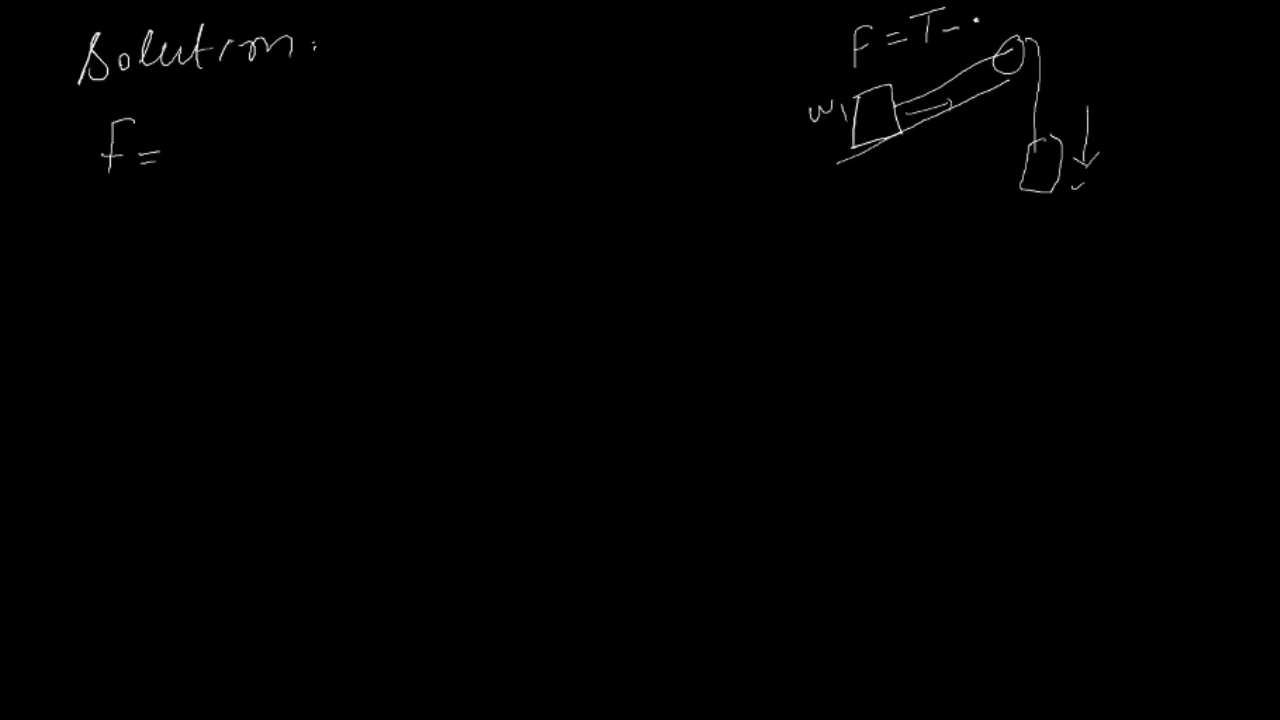 Solution:
F = T -
W1
F =